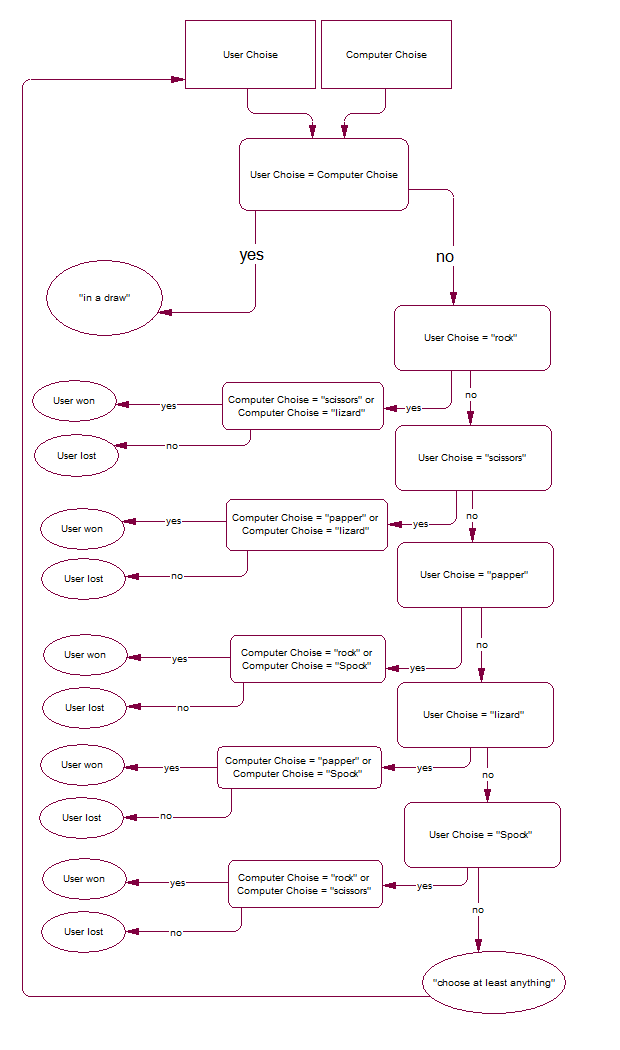 User Choise
Computer Choise
User Choise = Computer Choise
yes
no
"in a draw"
User Choise = "rock"
Computer Choise = "scissors" or
Computer Choise = "lizard"
User won
yes
yes
no
no
User lost
User Choise = "scissors"
Computer Choise = "papper" or
Computer Choise = "lizard"
User won
yes
yes
no
no
User lost
User Choise = "papper"
Computer Choise = "rock" or
Computer Choise = "Spock"
User won
yes
yes
no
no
User lost
User Choise = "lizard"
Computer Choise = "papper" or
Computer Choise = "Spock"
User won
yes
yes
no
no
User lost
User Choise = "Spock"
Computer Choise = "rock" or
Computer Choise = "scissors"
User won
yes
yes
no
no
User lost
"choose at least anything"